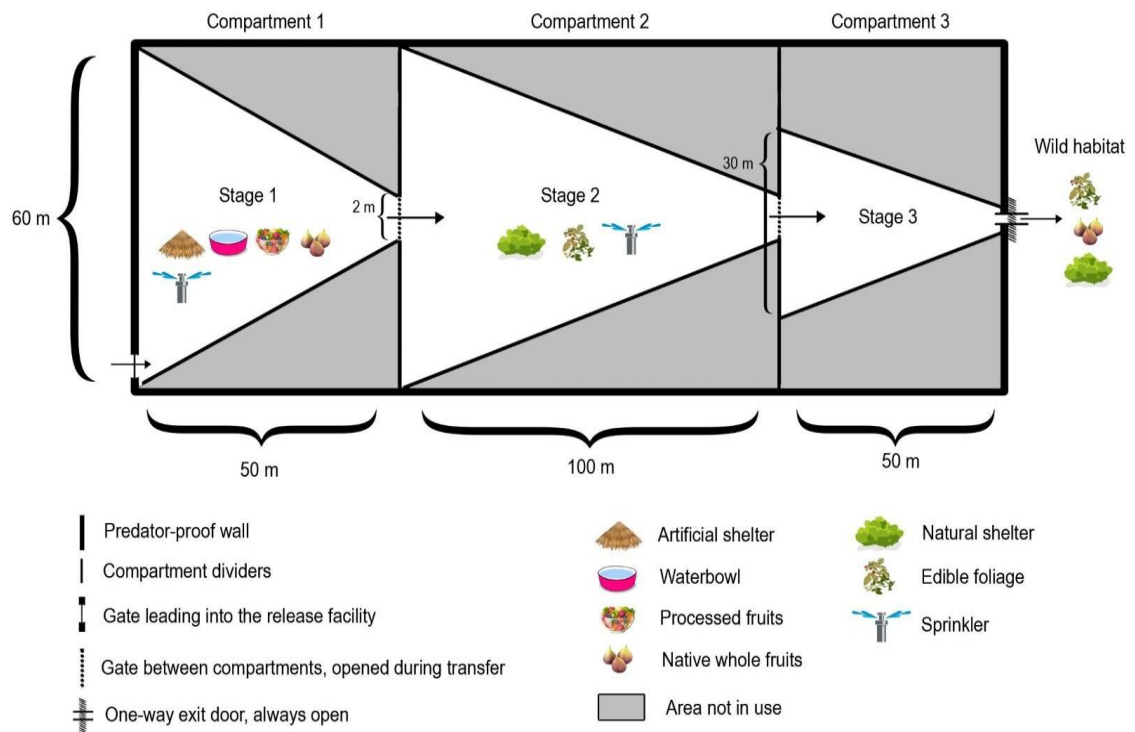 Compartment 1
Compartment 2
Compartment 3
60 m
Stage 1
2 m
Stage 2
30 m
Stage 3
Wild habitat
50 m
100 m
50 m
Predator-proof wall
Compartment dividers
Gate leading into the release facility
Gate between compartments, opened during transfer
One-way exit door, always open
Artificial shelter
Waterbowl
Processed fruits
Native whole fruits
Area not in use
Natural shelter
Edible foliage
Sprinkler